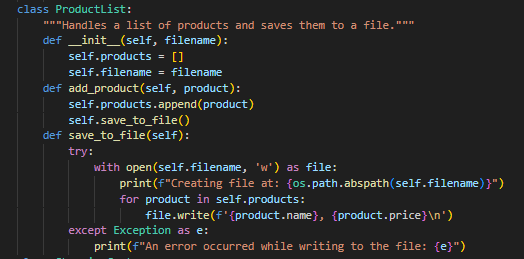 class ProductList:
    """Handles a list of products and saves them to a file."""
    def __init__(self, filename):
        self.products = []
        self.filename = filename
    def add_product(self, product):
        self.products.append(product)
        self.save_to_file()
    def save_to_file(self):
        try:
            with open(self.filename, 'w') as file:
                print(f"Creating file at: {os.path.abspath(self.filename)}")
                for product in self.products:
                    file.write(f'{product.name}, {product.price}\n')
        except Exception as e:
            print(f"An error occurred while writing to the file: {e}")